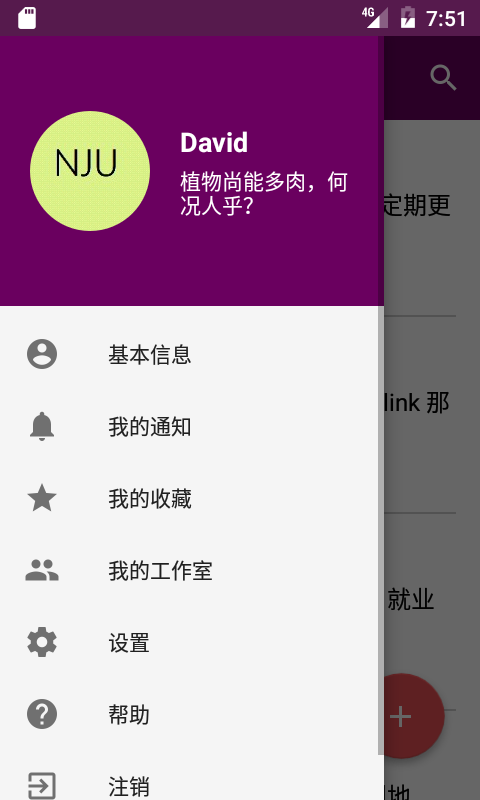 4G 7:51
NJU
David
植物尚能多肉，何
况人乎？
定期更
基本信息
link 那
我的通知
我的收藏
我的工作室
就业
设置
帮助
注销